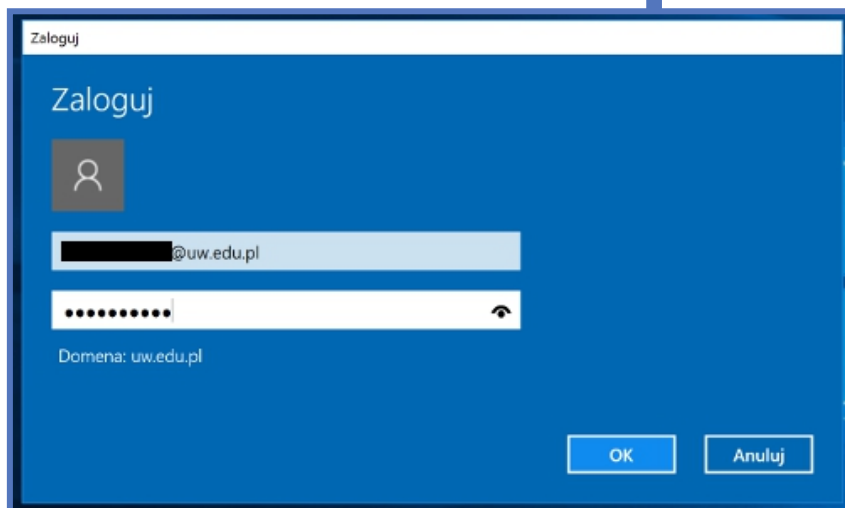 Zaloguj
Zaloguj
@uw.edu.pl
••••••••••
Domena: uw.edu.pl
OK Anuluj